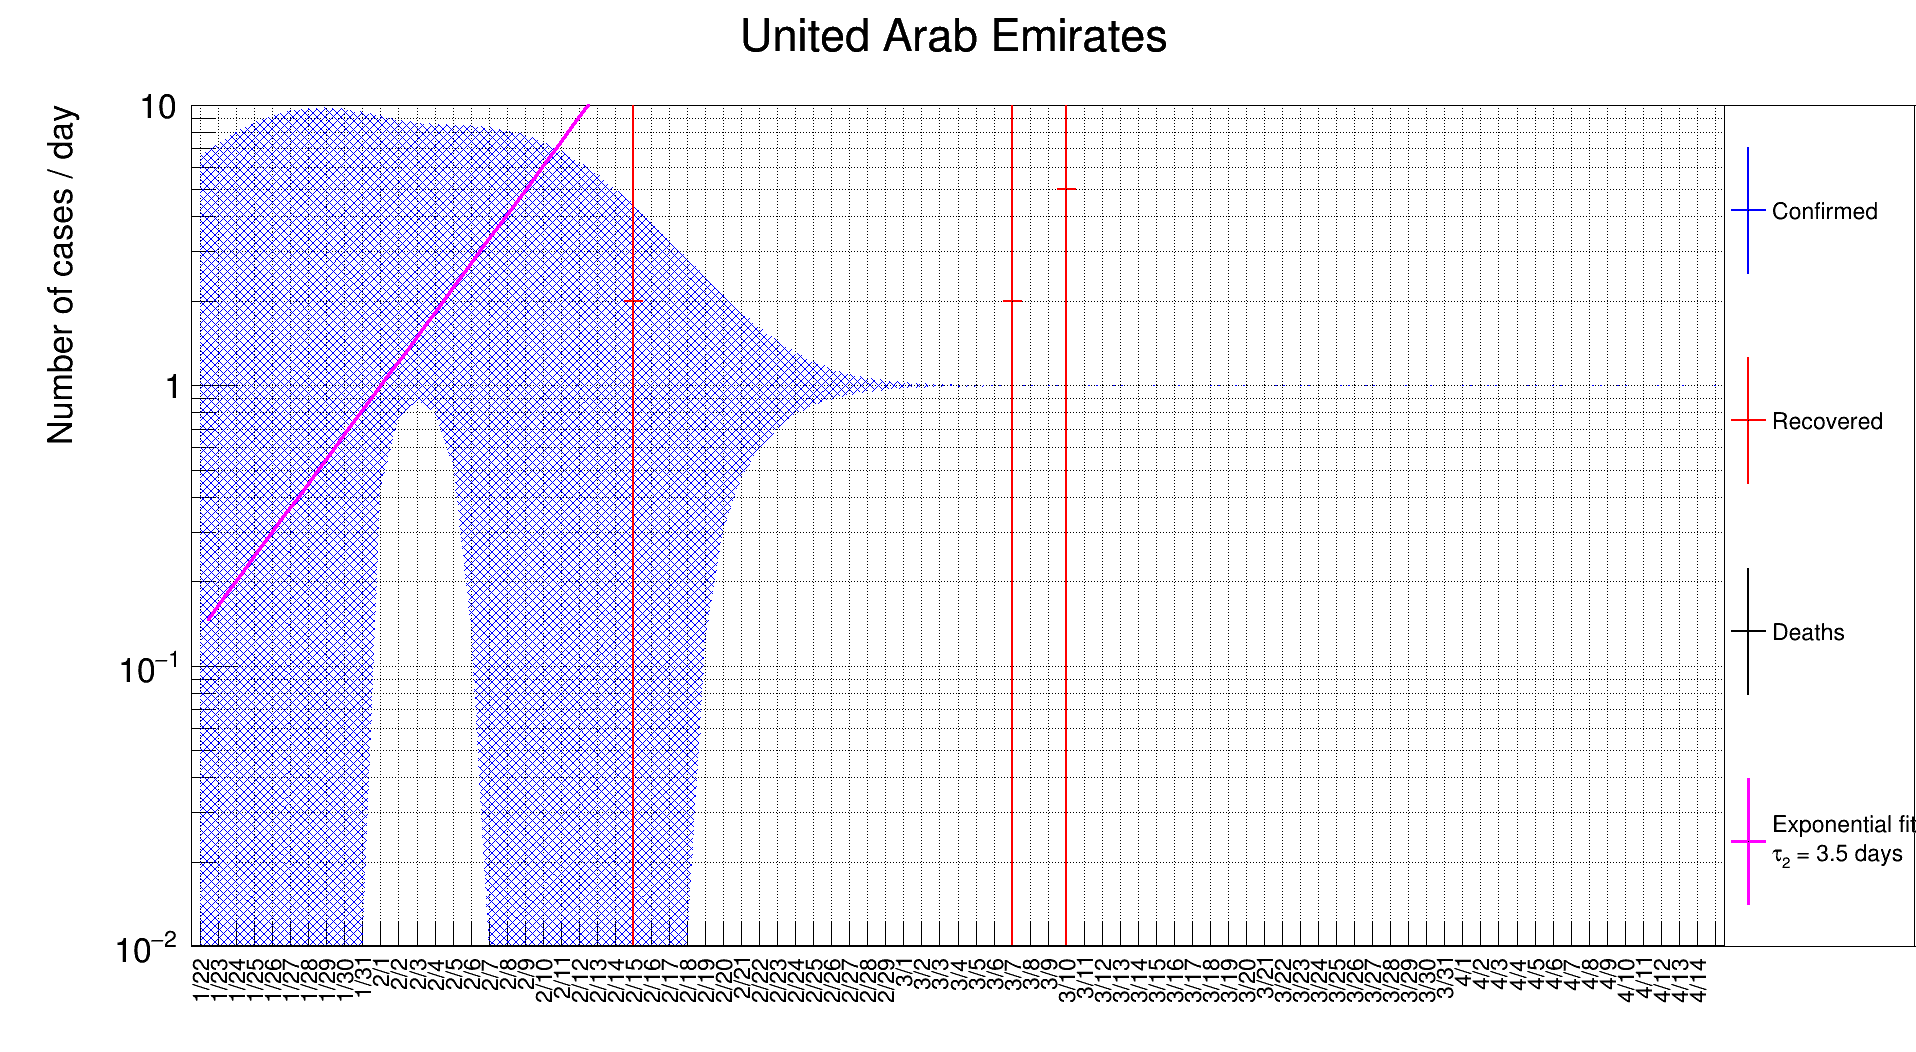 United Arab Emirates
Number of cases / day
10
1
10⁻¹
10⁻²
1/22 1/23 1/24 1/25 1/26 1/27 1/28 1/29 1/30 1/31 2/1 2/2 2/3 2/4 2/5 2/6 2/7 2/8 2/9 2/10 2/11 2/12 2/13 2/14 2/15 2/16 2/17 2/18 2/19 2/20 2/21 2/22 2/23 2/24 2/25 2/26 2/27 2/28 2/29 3/1 3/2 3/3 3/4 3/5 3/6 3/7 3/8 3/9 3/10 3/11 3/12 3/13 3/14 3/15 3/16 3/17 3/18 3/19 3/20 3/21 3/22 3/23 3/24 3/25 3/26 3/27 3/28 3/29 3/30 3/31 4/1 4/2 4/3 4/4 4/5 4/6 4/7 4/8 4/9 4/10 4/11 4/12 4/13 4/14
Confirmed
Recovered
Deaths
Exponential fit
τ₂ = 3.5 days